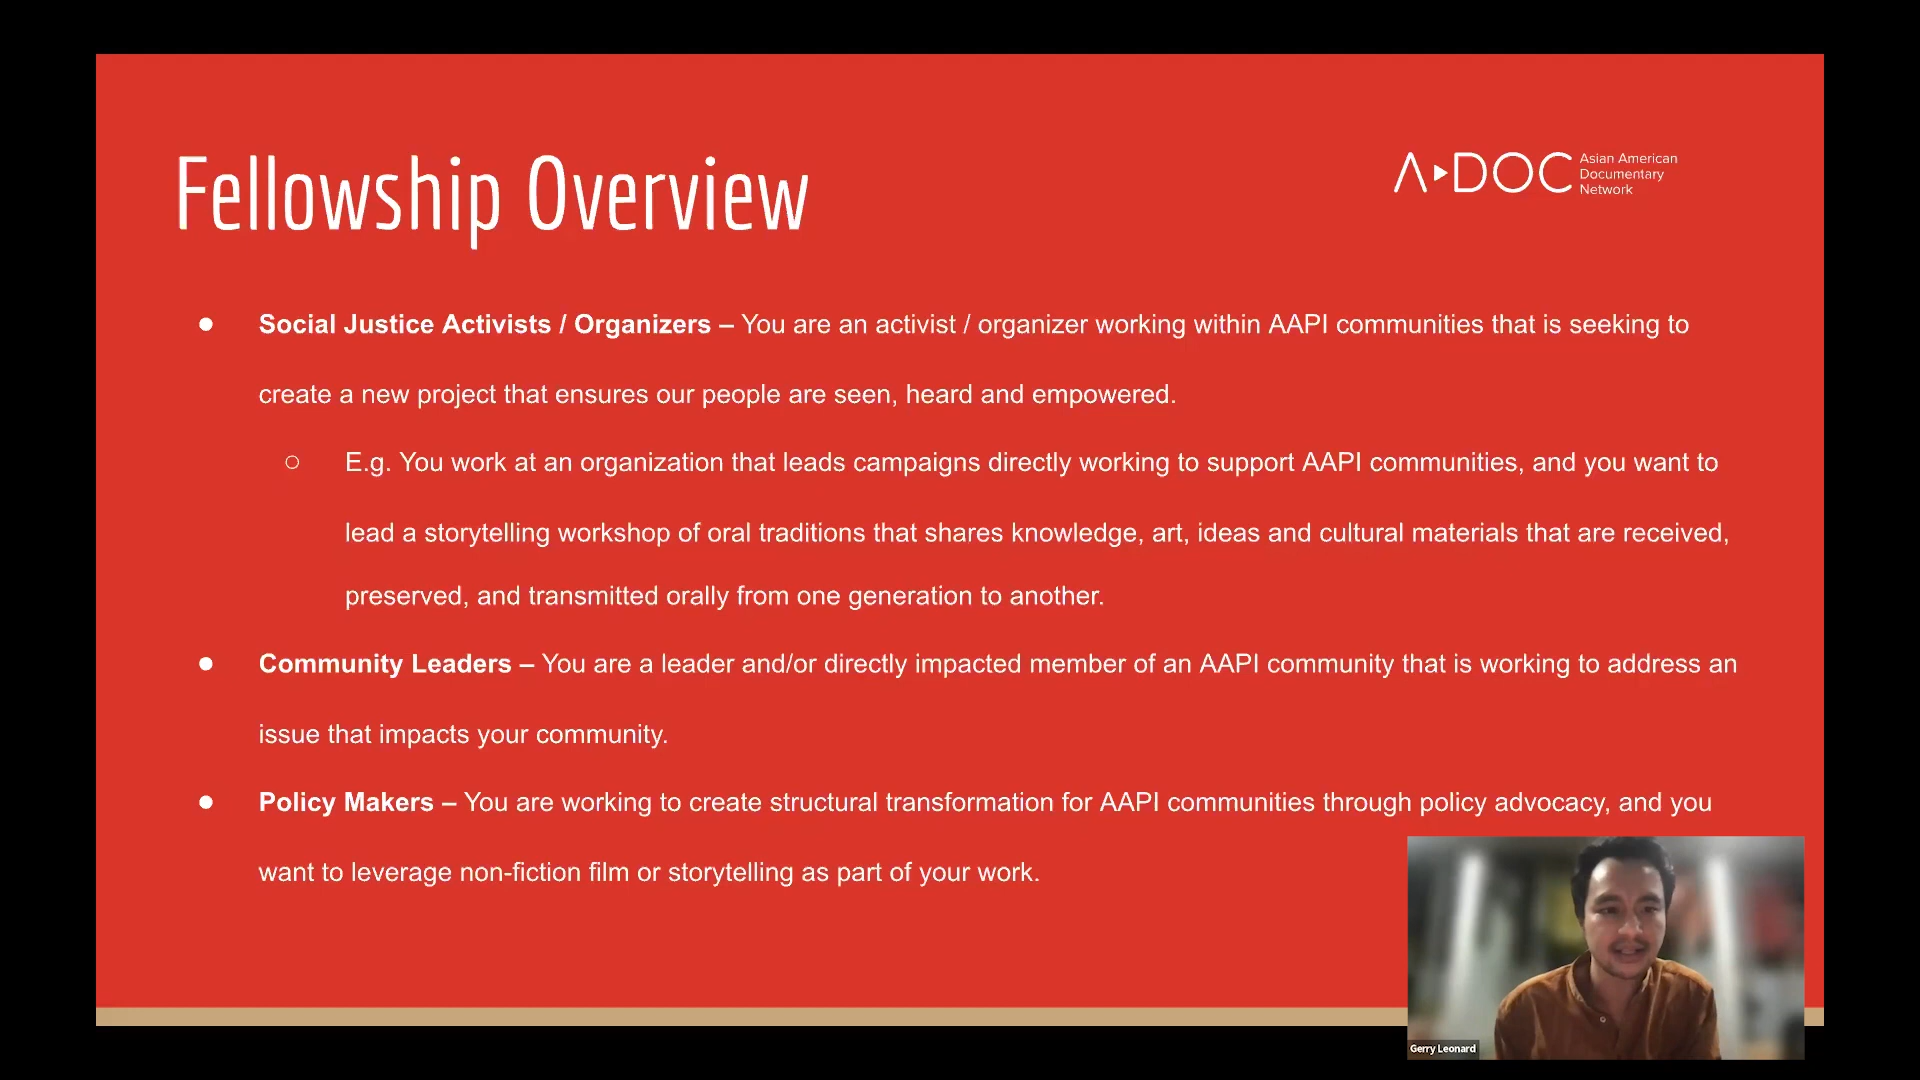 Fellowship Overview
A DOC
Asian American
Documentary
Network
● Social Justice Activists / Organizers – You are an activist / organizer working within AAPI communities that is seeking to
create a new project that ensures our people are seen, heard and empowered.
○ E.g. You work at an organization that leads campaigns directly working to support AAPI communities, and you want to
lead a storytelling workshop of oral traditions that shares knowledge, art, ideas and cultural materials that are received,
preserved, and transmitted orally from one generation to another.
● Community Leaders – You are a leader and/or directly impacted member of an AAPI community that is working to address an
issue that impacts your community.
● Policy Makers – You are working to create structural transformation for AAPI communities through policy advocacy, and you
want to leverage non-fiction film or storytelling as part of your work.
Gerry Leonard